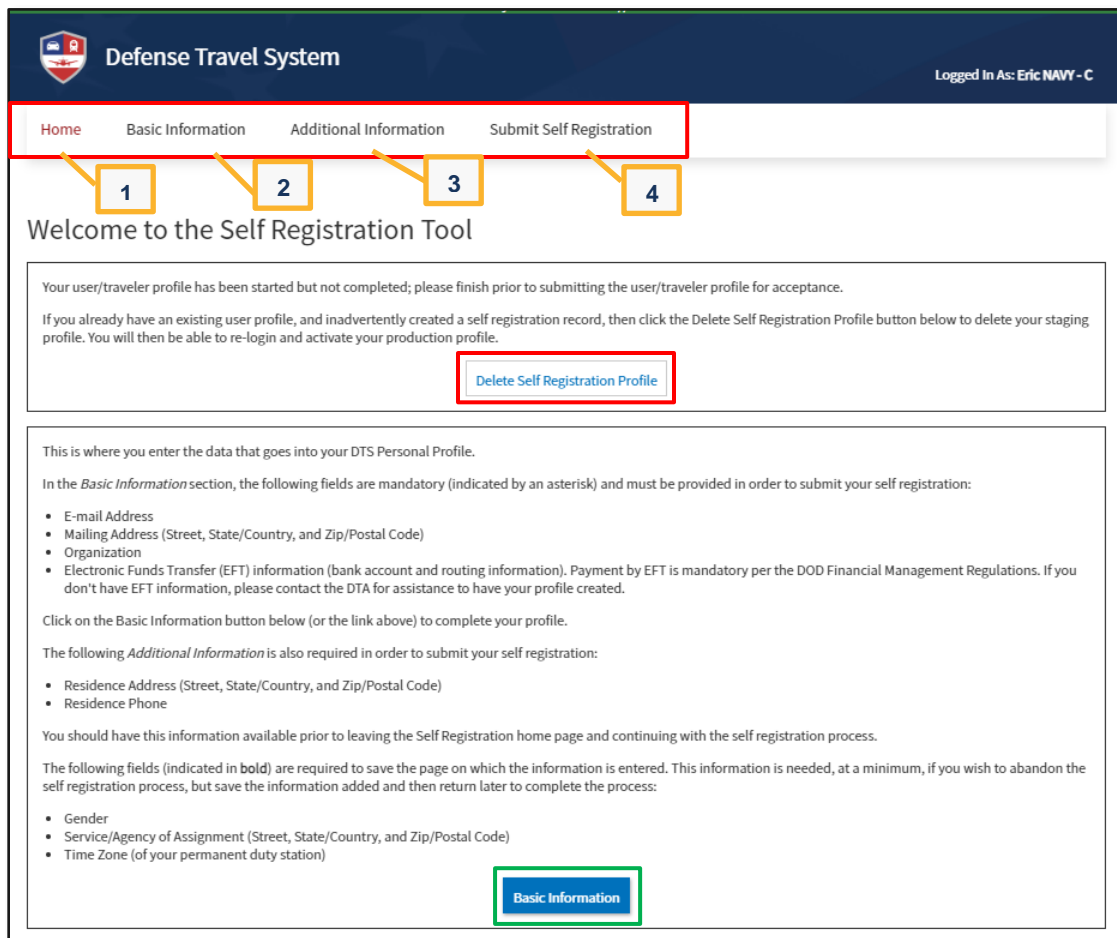 Defense Travel System
Logged In As: Eric NAVY - C
Home Basic Information Additional Information Submit Self Registration
1 2 3 4
Welcome to the Self Registration Tool
Your user/traveler profile has been started but not completed; please finish prior to submitting the user/traveler profile for acceptance.
If you already have an existing user profile, and inadvertently created a self registration record, then click the Delete Self Registration Profile button below to delete your staging
profile. You will then be able to re-login and activate your production profile.
Delete Self Registration Profile
This is where you enter the data that goes into your DTS Personal Profile.
In the Basic Information section, the following fields are mandatory (indicated by an asterisk) and must be provided in order to submit your self registration:
• E-mail Address
• Mailing Address (Street, State/Country, and Zip/Postal Code)
• Organization
• Electronic Funds Transfer (EFT) information (bank account and routing information). Payment by EFT is mandatory per the DOD Financial Management Regulations. If you
don't have EFT information, please contact the DTA for assistance to have your profile created.
Click on the Basic Information button below (or the link above) to complete your profile.
The following Additional Information is also required in order to submit your self registration:
• Residence Address (Street, State/Country, and Zip/Postal Code)
• Residence Phone
You should have this information available prior to leaving the Self Registration home page and continuing with the self registration process.
The following fields (indicated in bold) are required to save the page on which the information is entered. This information is needed, at a minimum, if you wish to abandon the
self registration process, but save the information added and then return later to complete the process:
• Gender
• Service/Agency of Assignment (Street, State/Country, and Zip/Postal Code)
• Time Zone (of your permanent duty station)
Basic Information